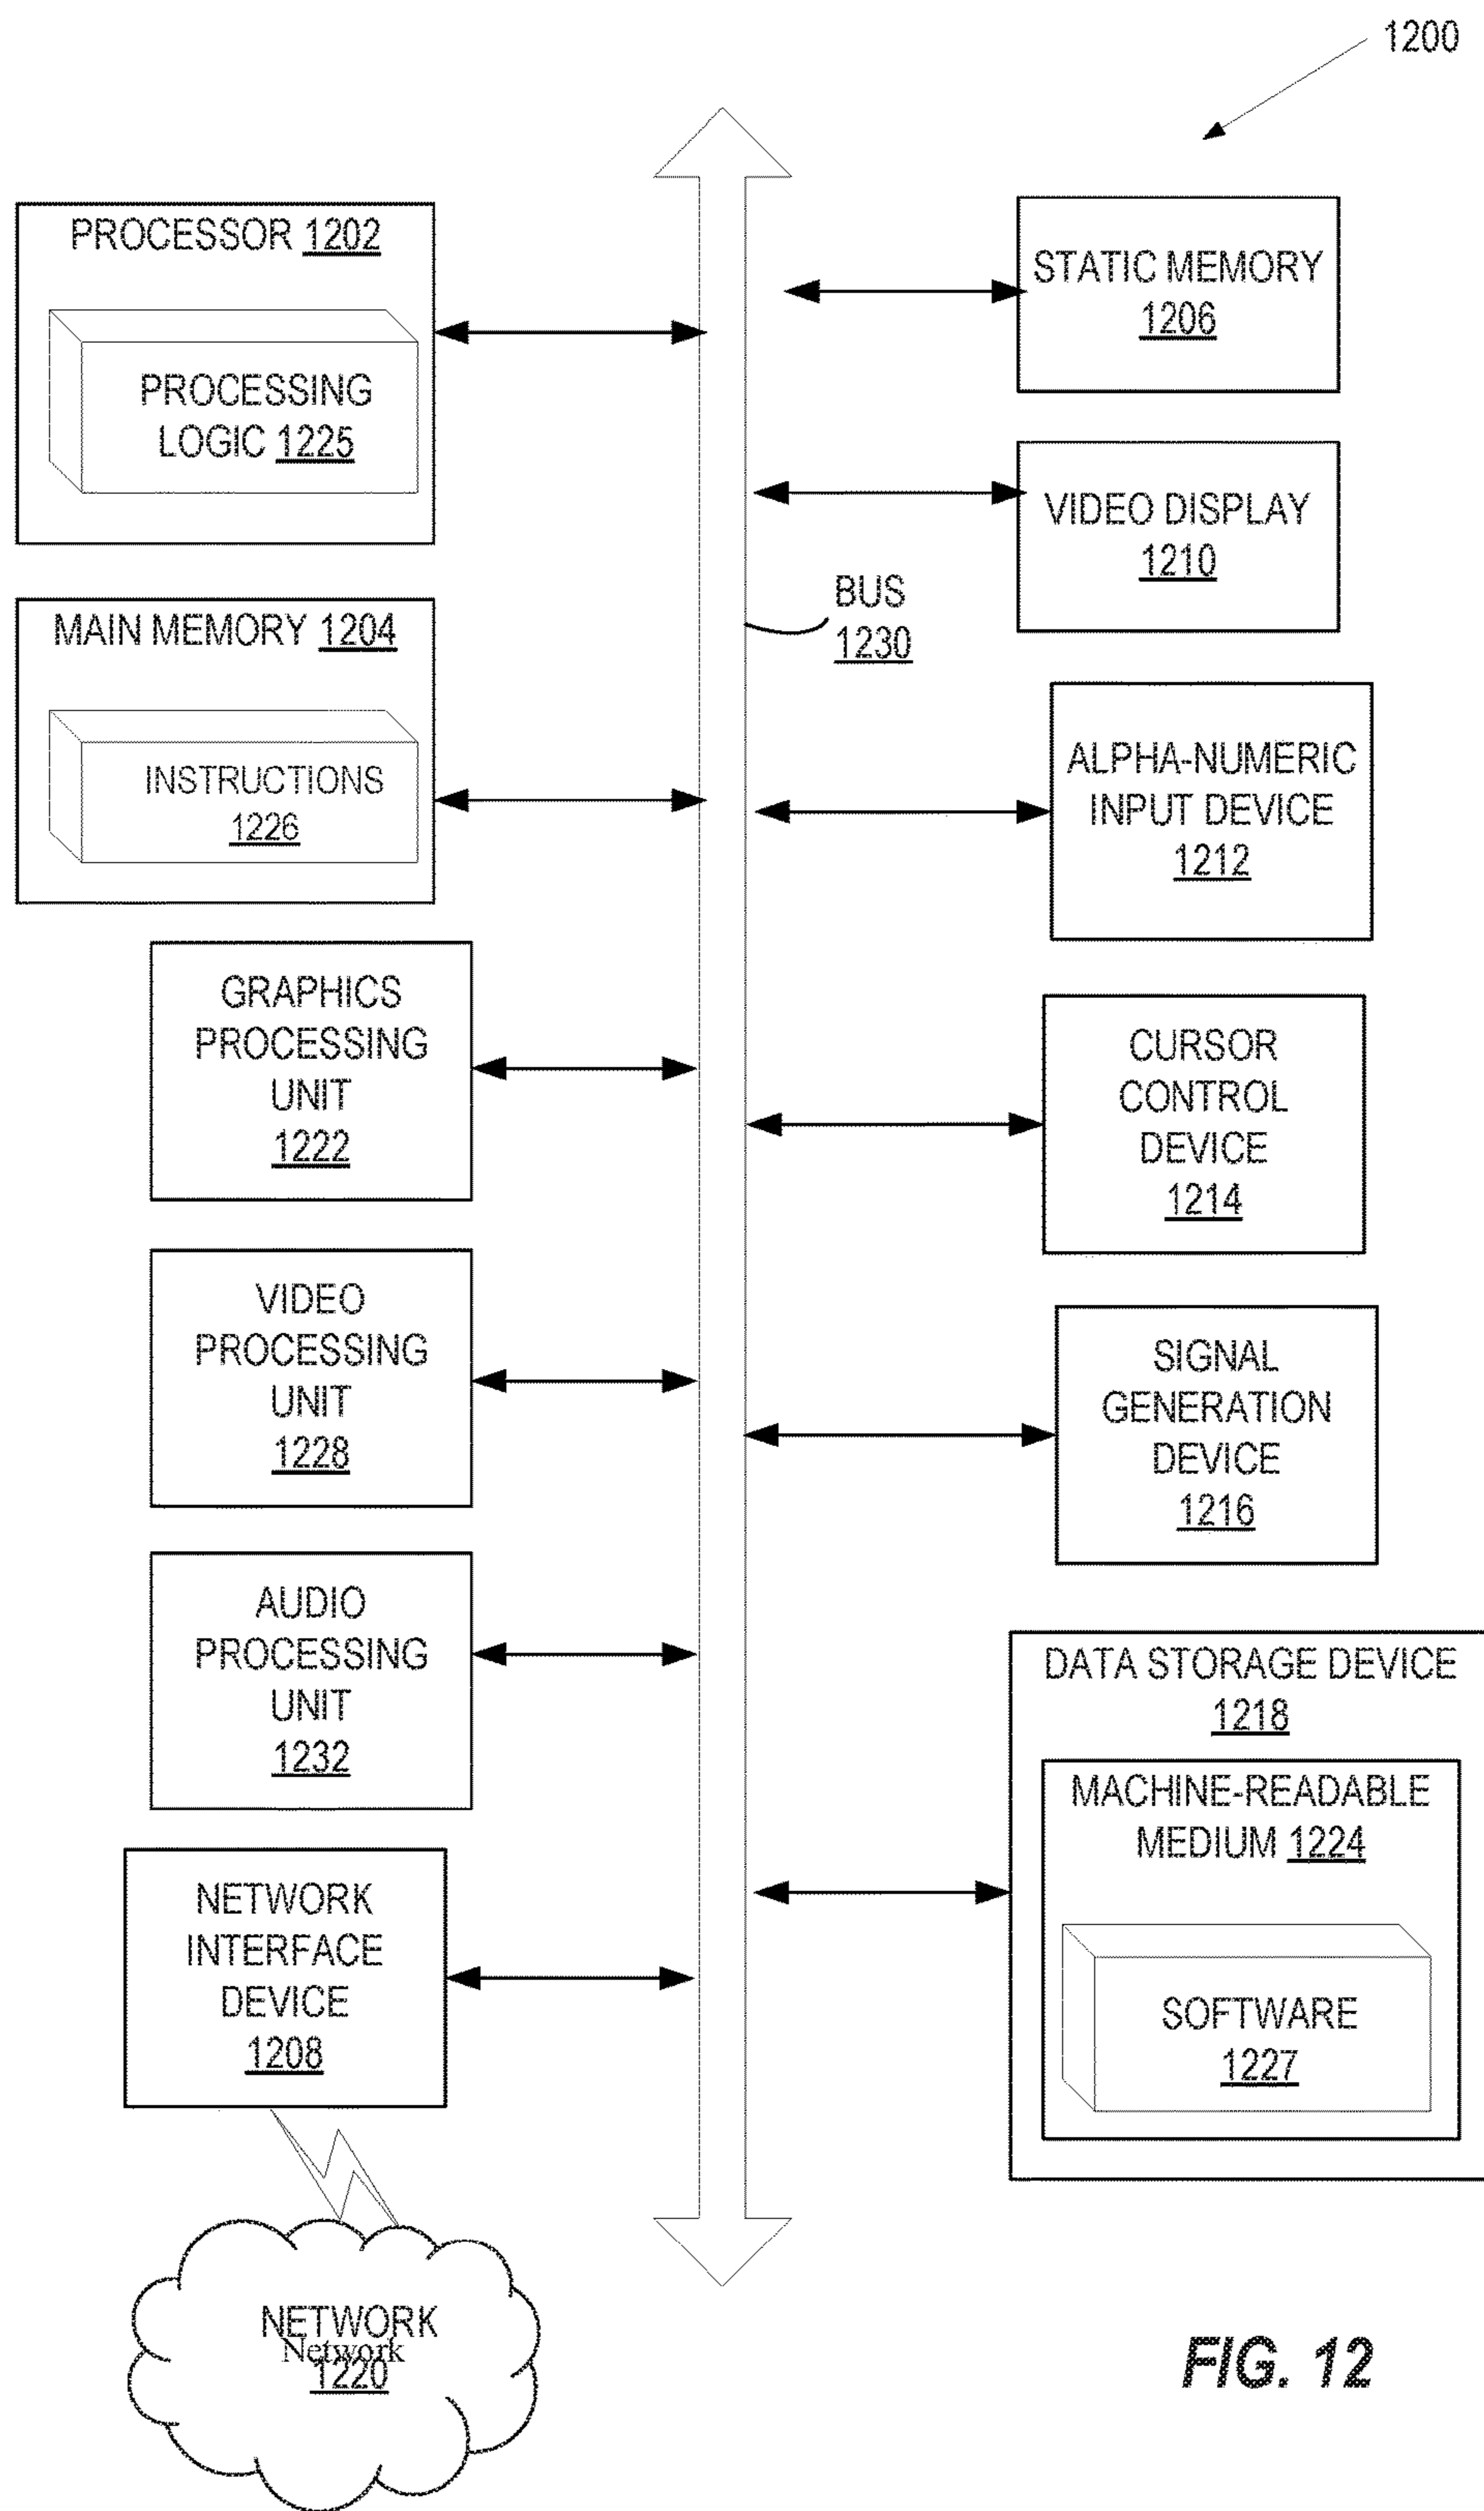 1200
PROCESSOR 1202
PROCESSING
LOGIC 1225
MAIN MEMORY 1204
INSTRUCTIONS
1226
GRAPHICS
PROCESSING
UNIT
1222
VIDEO
PROCESSING
UNIT
1228
AUDIO
PROCESSING
UNIT
1232
NETWORK
INTERFACE
DEVICE
1208
NETWORK
Network
1220
BUS
1230
STATIC MEMORY
1206
VIDEO DISPLAY
1210
ALPHA-NUMERIC
INPUT DEVICE
1212
CURSOR
CONTROL
DEVICE
1214
SIGNAL
GENERATION
DEVICE
1216
DATA STORAGE DEVICE
1218
MACHINE-READABLE
MEDIUM 1224
SOFTWARE
1227
FIG. 12